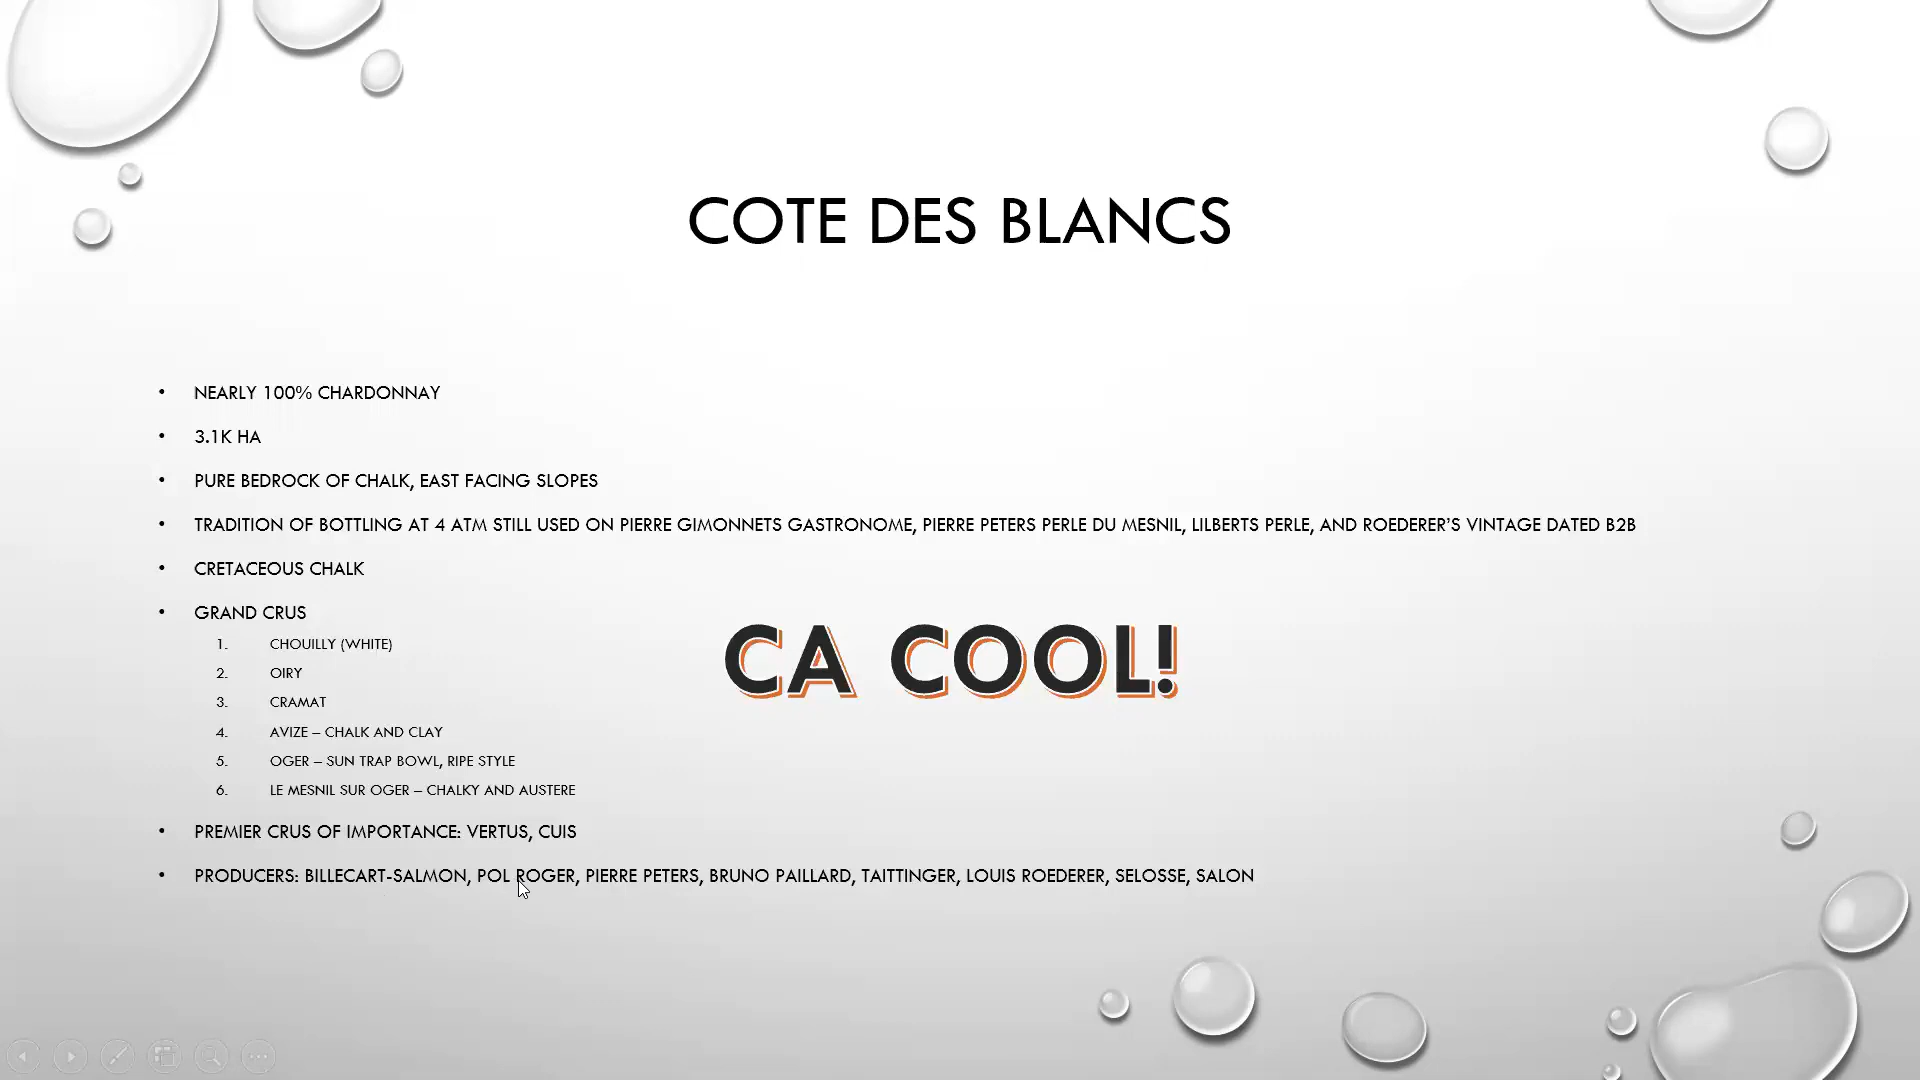 COTE DES BLANCS
• NEARLY 100% CHARDONNAY
• 3.1K HA
• PURE BEDROCK OF CHALK, EAST FACING SLOPES
• TRADITION OF BOTTLING AT 4 ATM STILL USED ON PIERRE GIMONNETS GASTRONOME, PIERRE PETERS PERLE DU MESNIL, LILBERTS PERLE, AND ROEDERER’S VINTAGE DATED B2B
• CRETACEOUS CHALK
• GRAND CRUS
1. CHOUILLY (WHITE)
2. OIRY
3. CRAMAT
4. AVIZE – CHALK AND CLAY
5. OGER – SUN TRAP BOWL, RIPE STYLE
6. LE MESNIL SUR OGER – CHALKY AND AUSTERE
CA COOL!
• PREMIER CRUS OF IMPORTANCE: VERTUS, CUIS
• PRODUCERS: BILLECART-SALMON, POL ROGER, PIERRE PETERS, BRUNO PAILLARD, TAITTINGER, LOUIS ROEDERER, SELOSSE, SALON